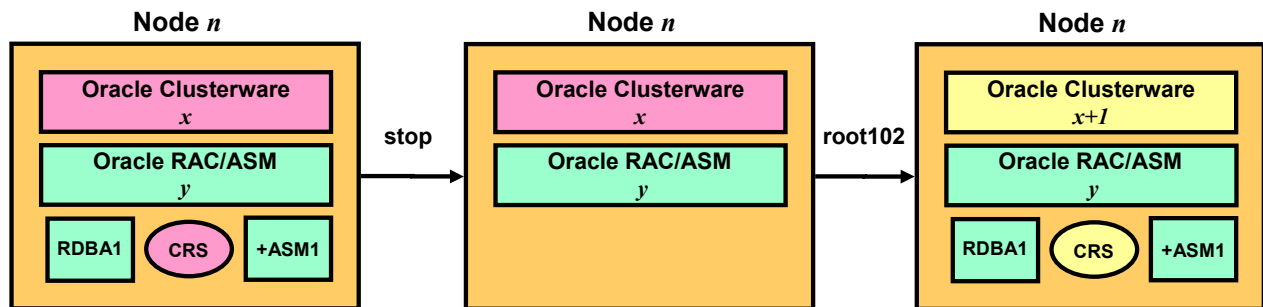 Node n
Node n
Node n
Oracle Clusterware
x
Oracle RAC/ASM
y
RDBA1
CRS
+ASM1
stop
Oracle Clusterware
x
Oracle RAC/ASM
y
root102
Oracle Clusterware
x+1
Oracle RAC/ASM
y
RDBA1
CRS
+ASM1